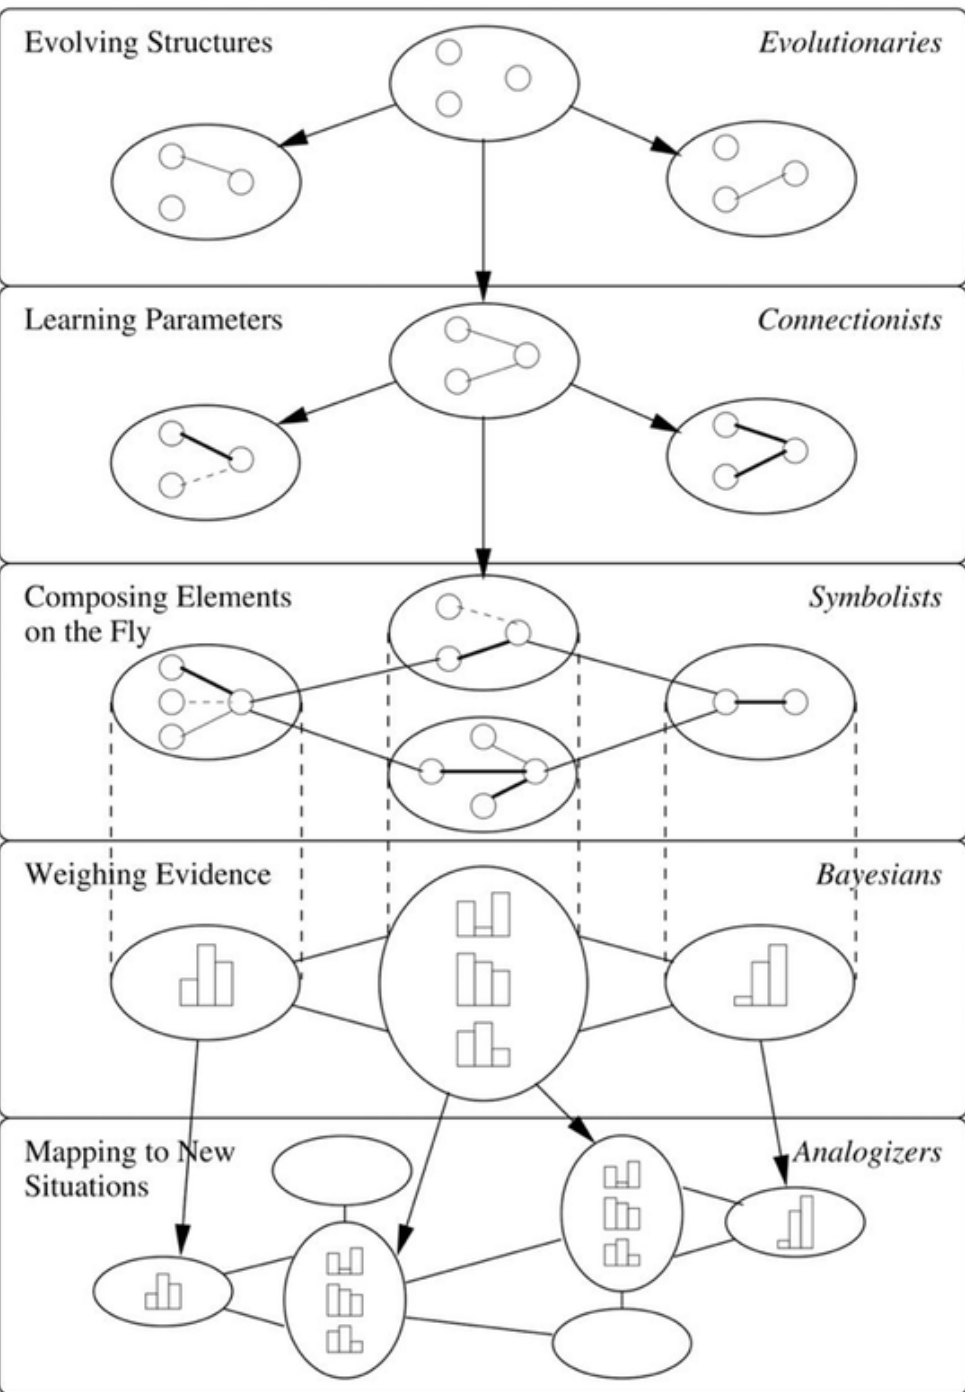 Evolving Structures
Evolutionaries
Learning Parameters
Connectionists
Composing Elements
on the Fly
Symbolists
Weighing Evidence
Bayesians
Mapping to New
Situations
Analogizers